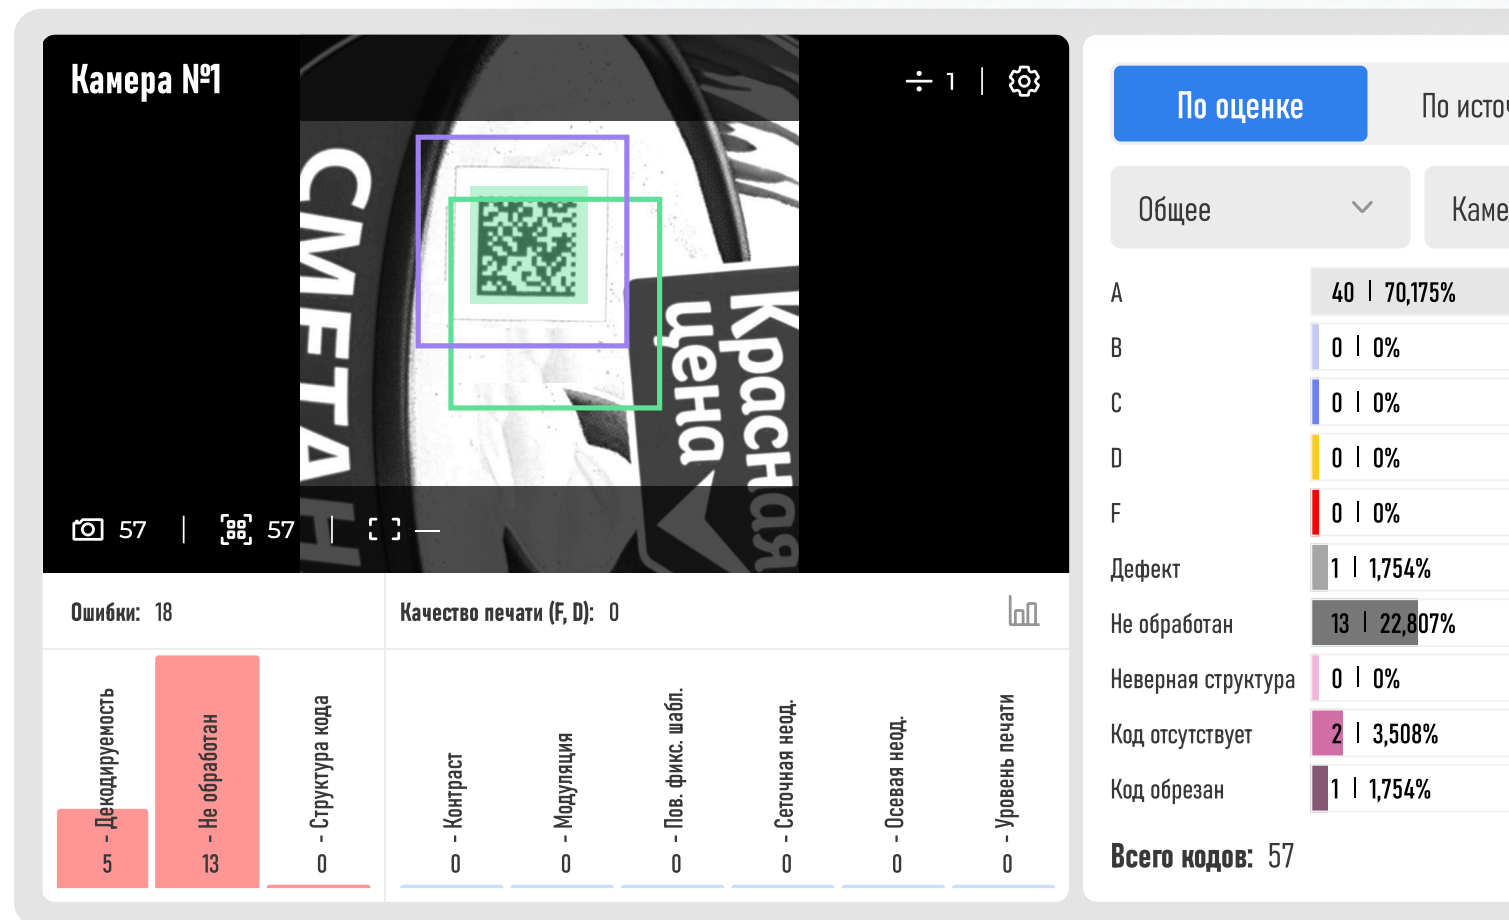 Камера №1
1
СМЕТАН
Красная
цена
57
57
—
Ошибки: 18
Качество печати (F, D): 0
5 - Декодируемость
13 - Не обработан
0 - Структура кода
0 - Контраст
0 - Модуляция
0 - Пов. фикс. шабл.
0 - Сеточная неод.
0 - Осевая неод.
0 - Уровень печати
По оценке
По источ
Общее
Каме
A 40 | 70,175%
B 0 | 0%
C 0 | 0%
D 0 | 0%
F 0 | 0%
Дефект 1 | 1,754%
Не обработан 13 | 22,807%
Неверная структура 0 | 0%
Код отсутствует 2 | 3,508%
Код обрезан 1 | 1,754%
Всего кодов: 57